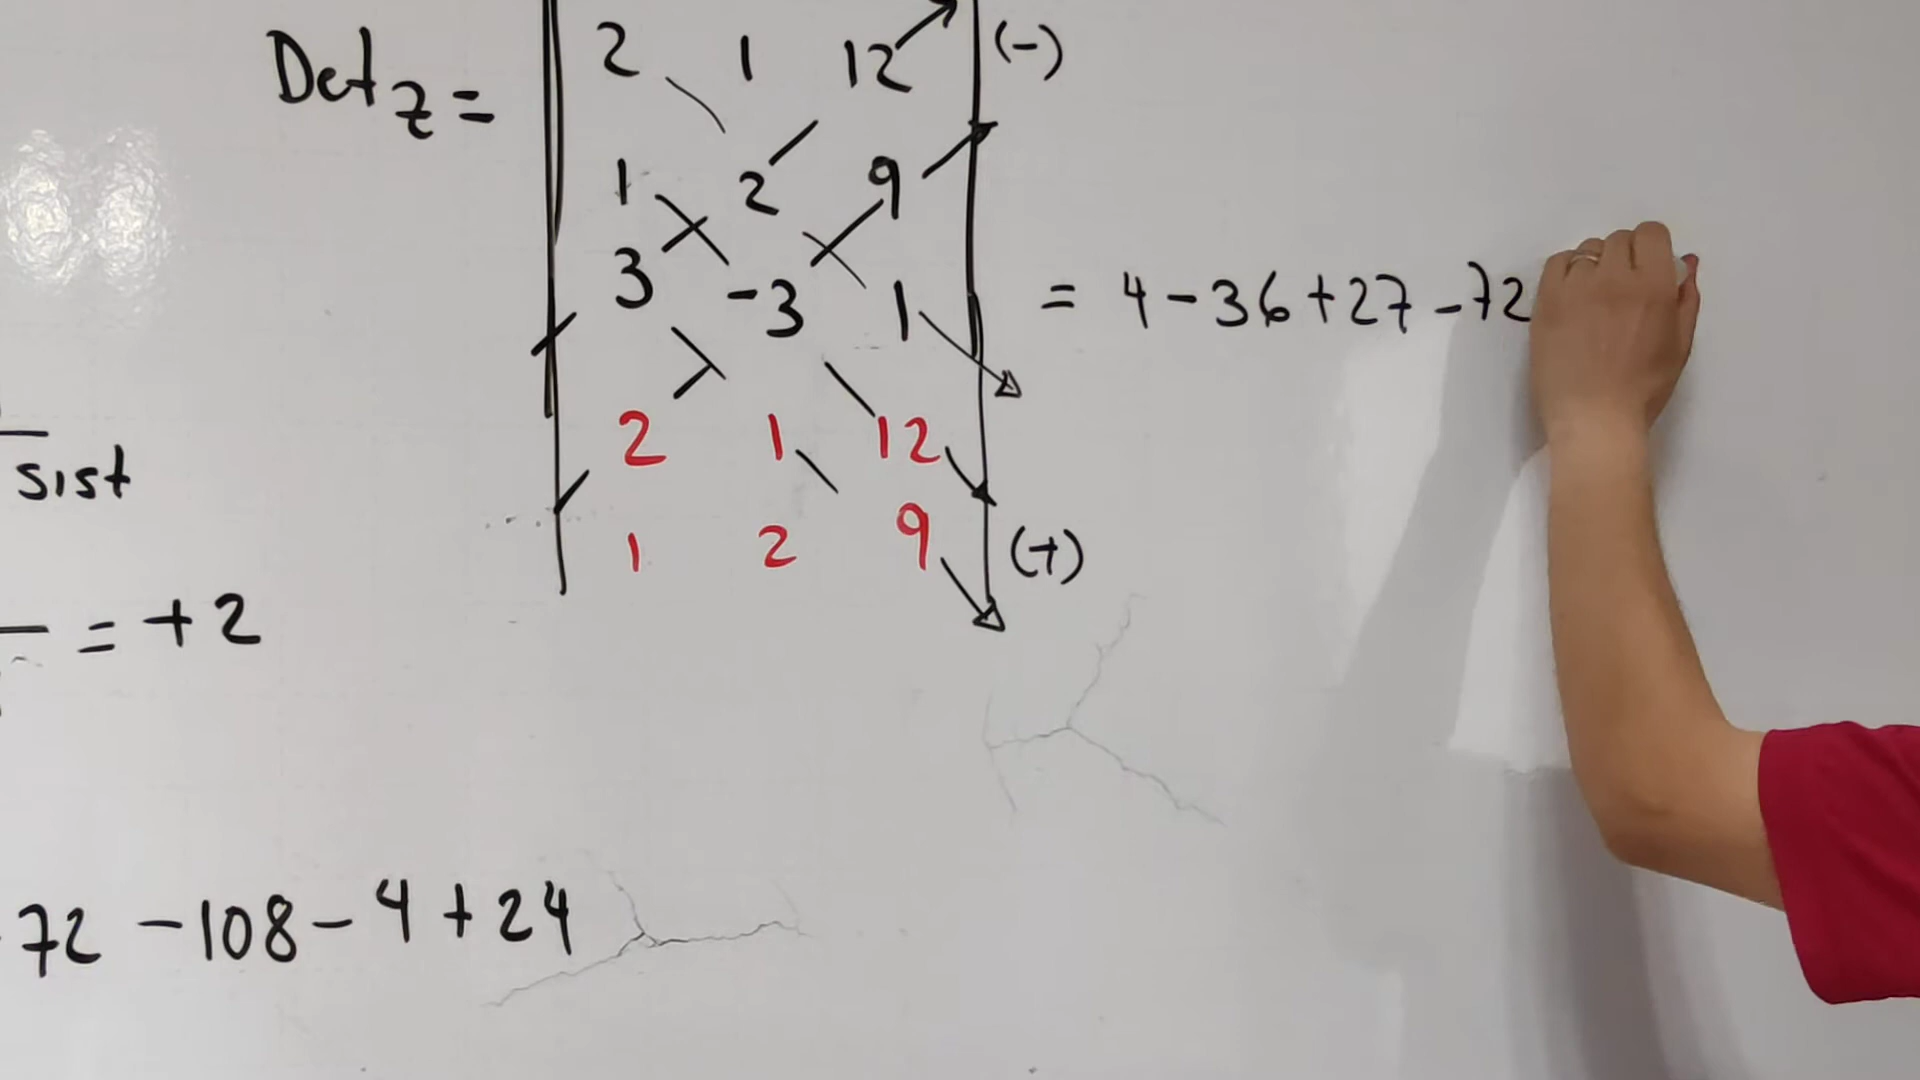 Det z =
2 1 12 (-)
1 2 9
3 -3 1
= 4 - 36 + 27 - 72
2 1 12
1 2 9 (+)
sist
= + 2
72 - 108 - 4 + 24